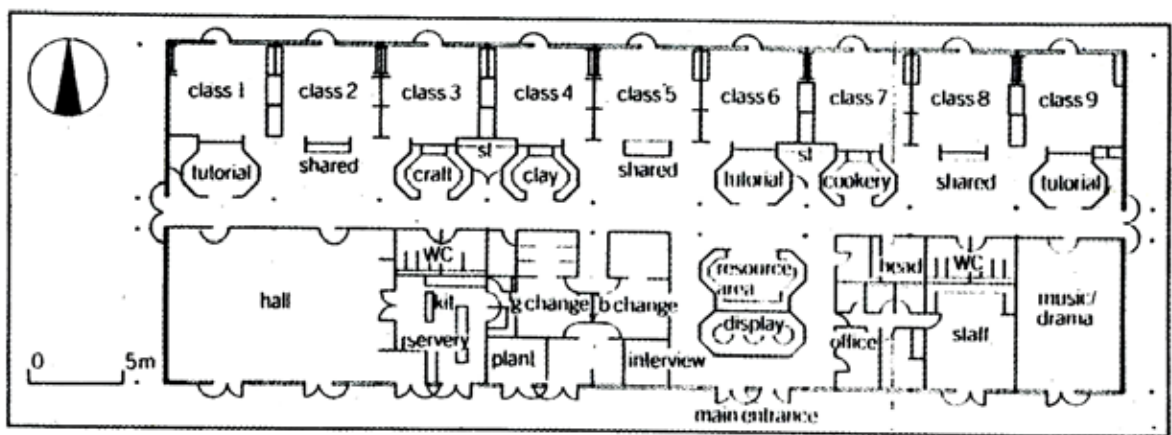 class 1 class 2 class 3 class 4 class 5 class 6 class 7 class 8 class 9
st st
tutorial shared craft clay shared tutorial cookery shared tutorial
WC head WC
resource area
hall kit g change b change music/drama
display
servery office staff
plant interview
0 5m
main entrance